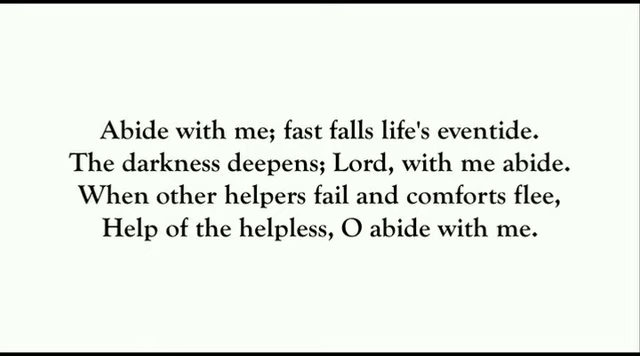 Abide with me; fast falls life's eventide.
The darkness deepens; Lord, with me abide.
When other helpers fail and comforts flee,
Help of the helpless, O abide with me.